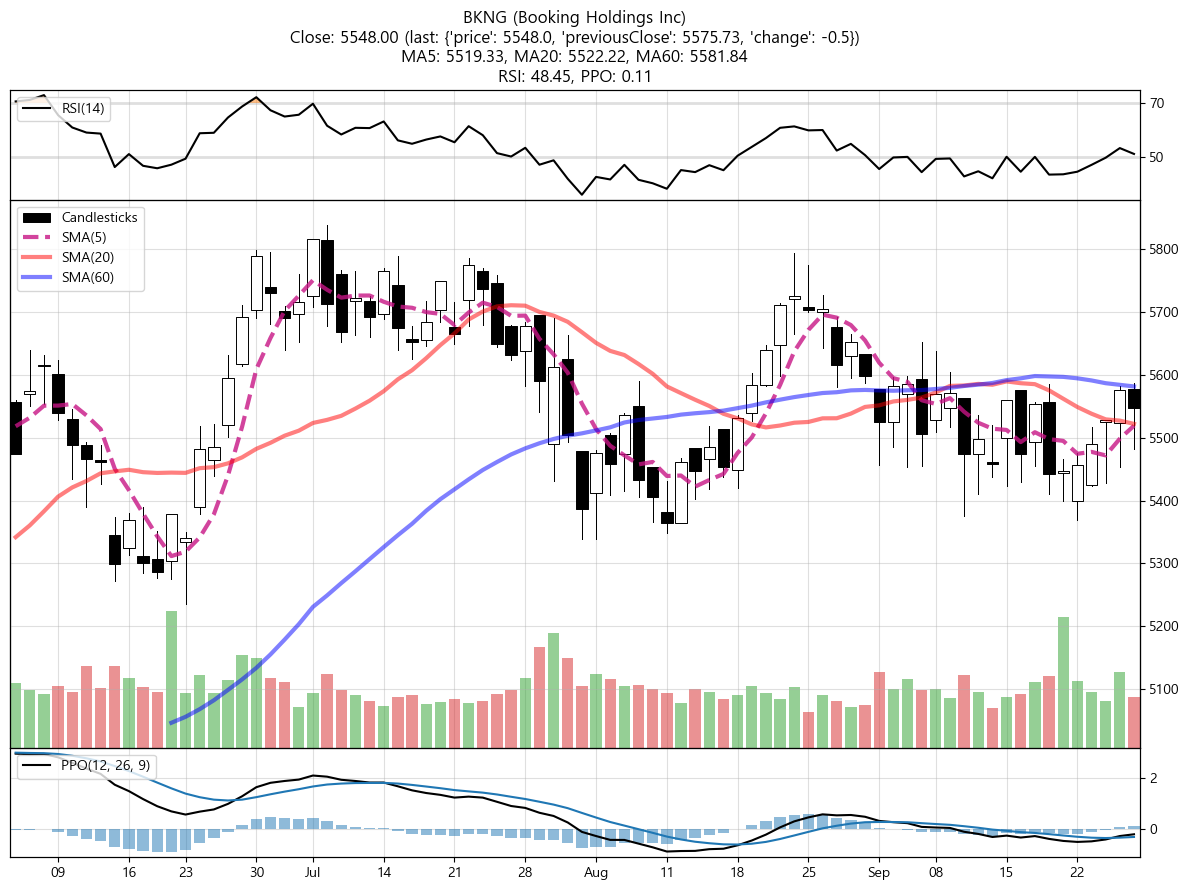 BKNG (Booking Holdings Inc)
Close: 5548.00 (last: {'price': 5548.0, 'previousClose': 5575.73, 'change': -0.5})
MA5: 5519.33, MA20: 5522.22, MA60: 5581.84
RSI: 48.45, PPO: 0.11
RSI(14)
70
50
Candlesticks
SMA(5)
SMA(20)
SMA(60)
5800
5700
5600
5500
5400
5300
5200
5100
PPO(12, 26, 9)
2
0
09 16 23 30 Jul 14 21 28 Aug 11 18 25 Sep 08 15 22